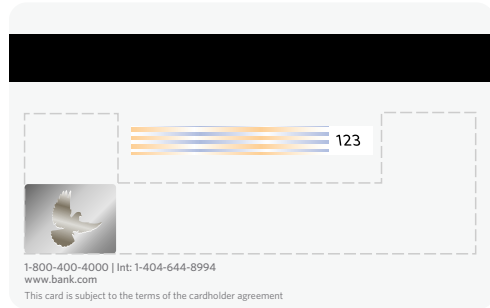 123
1-800-400-4000 | Int: 1-404-644-8994
www.bank.com
This card is subject to the terms of the cardholder agreement